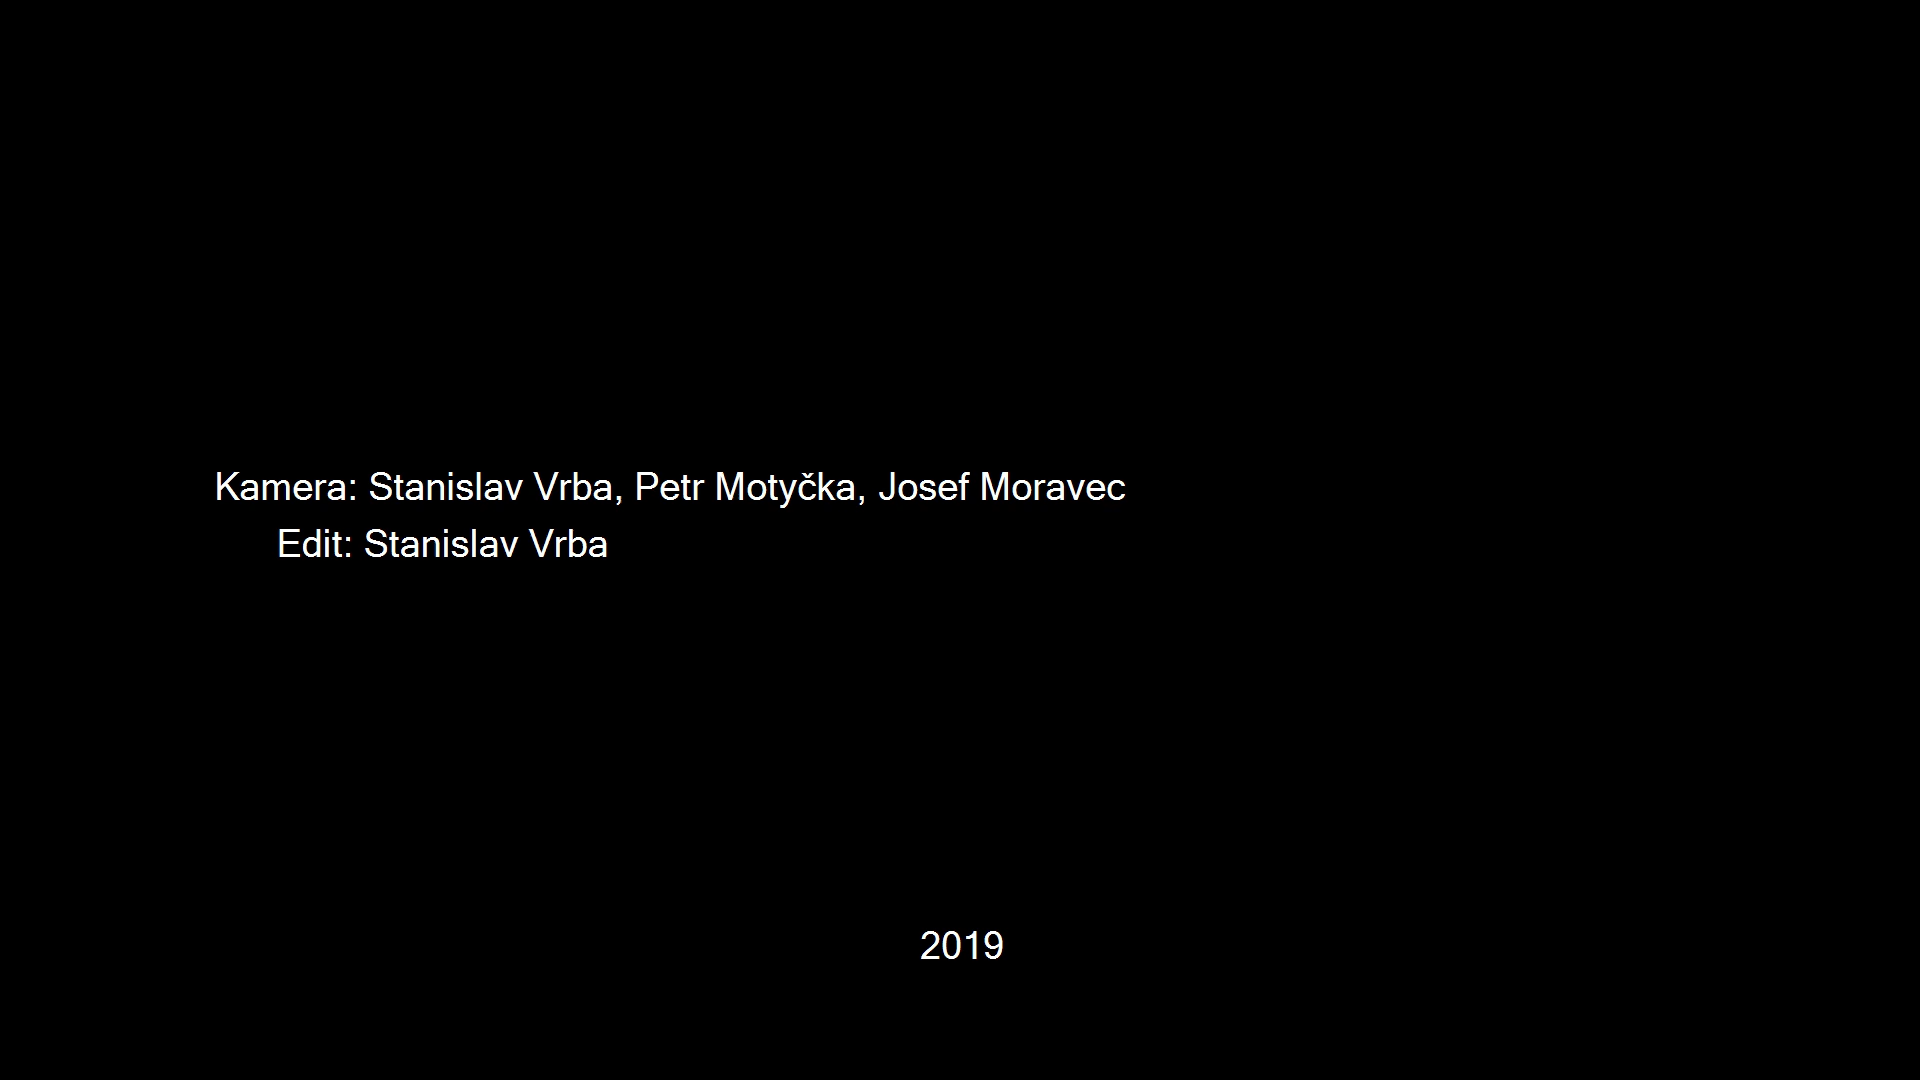 Kamera: Stanislav Vrba, Petr Motyčka, Josef Moravec
Edit: Stanislav Vrba
2019